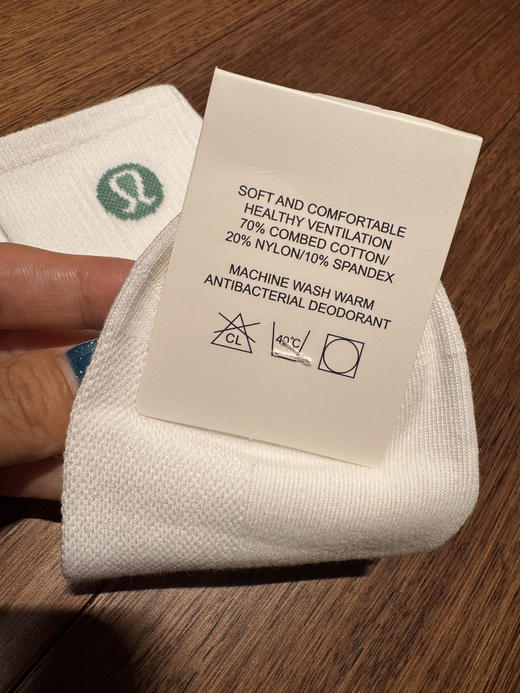 SOFT AND COMFORTABLE
HEALTHY VENTILATION
70% COMBED COTTON/
20% NYLON/10% SPANDEX
MACHINE WASH WARM
ANTIBACTERIAL DEODORANT
CL 40℃